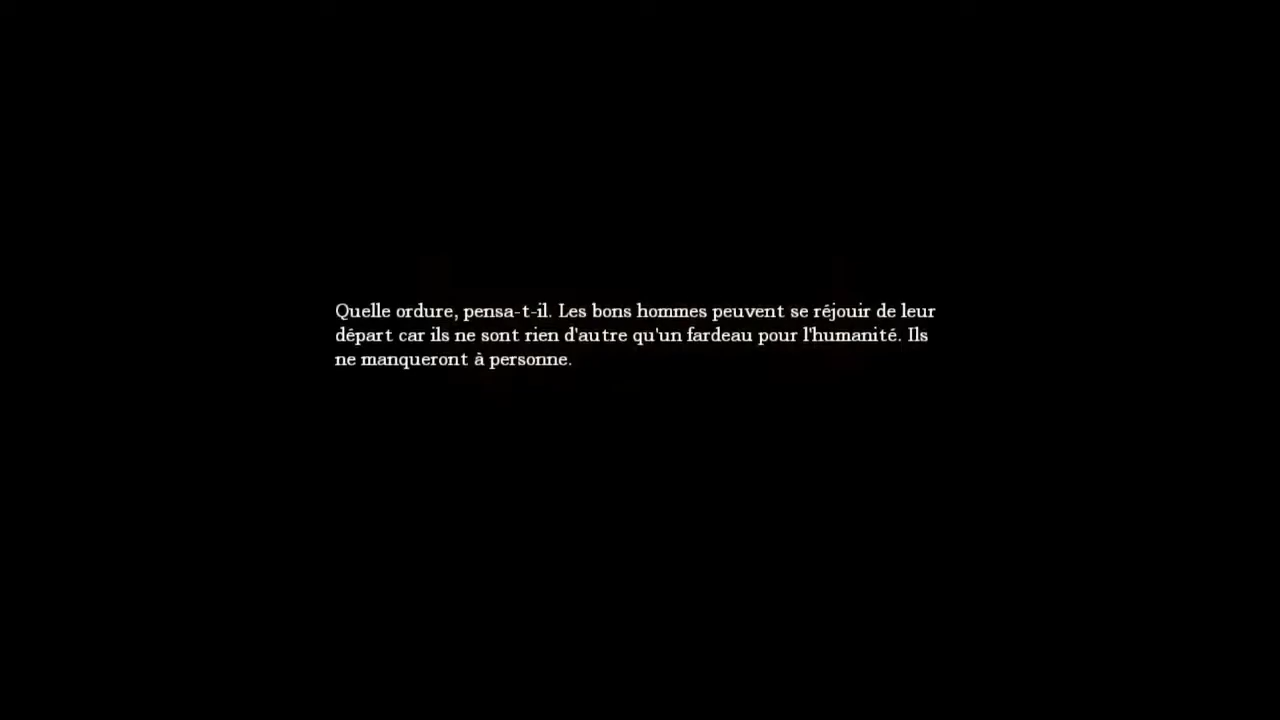 Quelle ordure, pensa-t-il. Les bons hommes peuvent se réjouir de leur
départ car ils ne sont rien d'autre qu'un fardeau pour l'humanité. Ils
ne manqueront à personne.